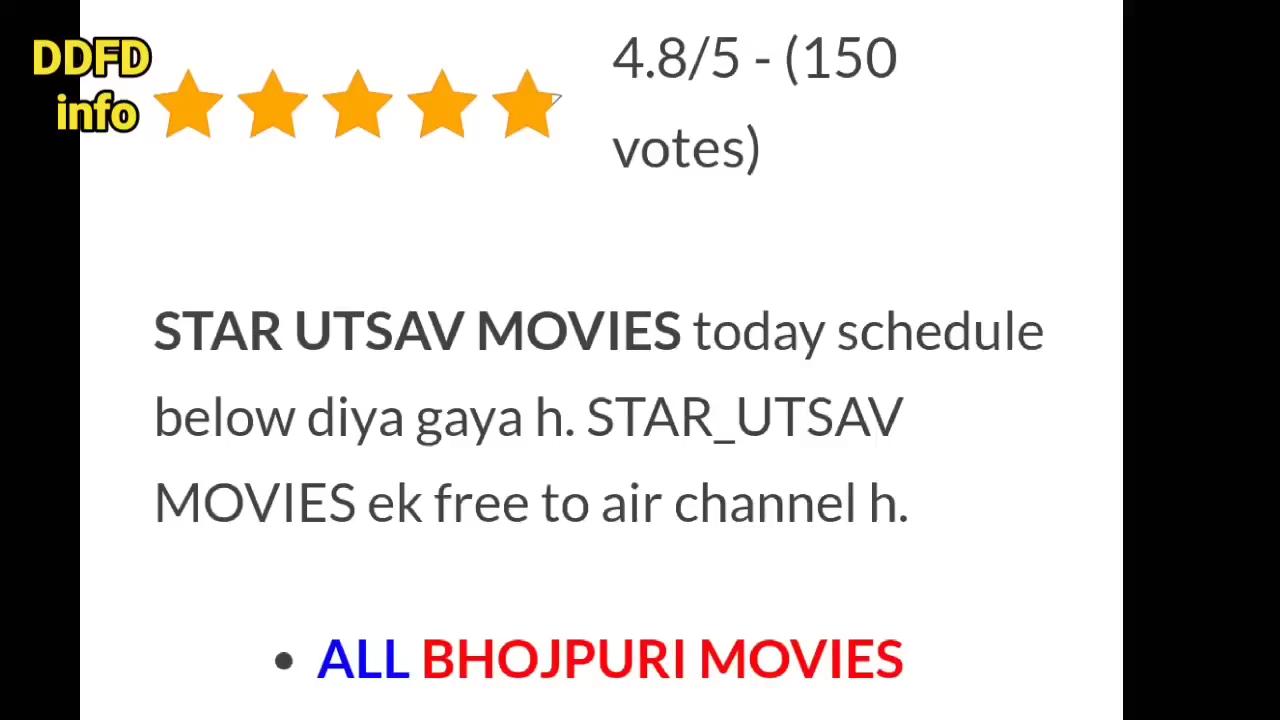 DDFD
info
4.8/5 - (150
votes)
STAR UTSAV MOVIES today schedule
below diya gaya h. STAR_UTSAV
MOVIES ek free to air channel h.
• ALL BHOJPURI MOVIES